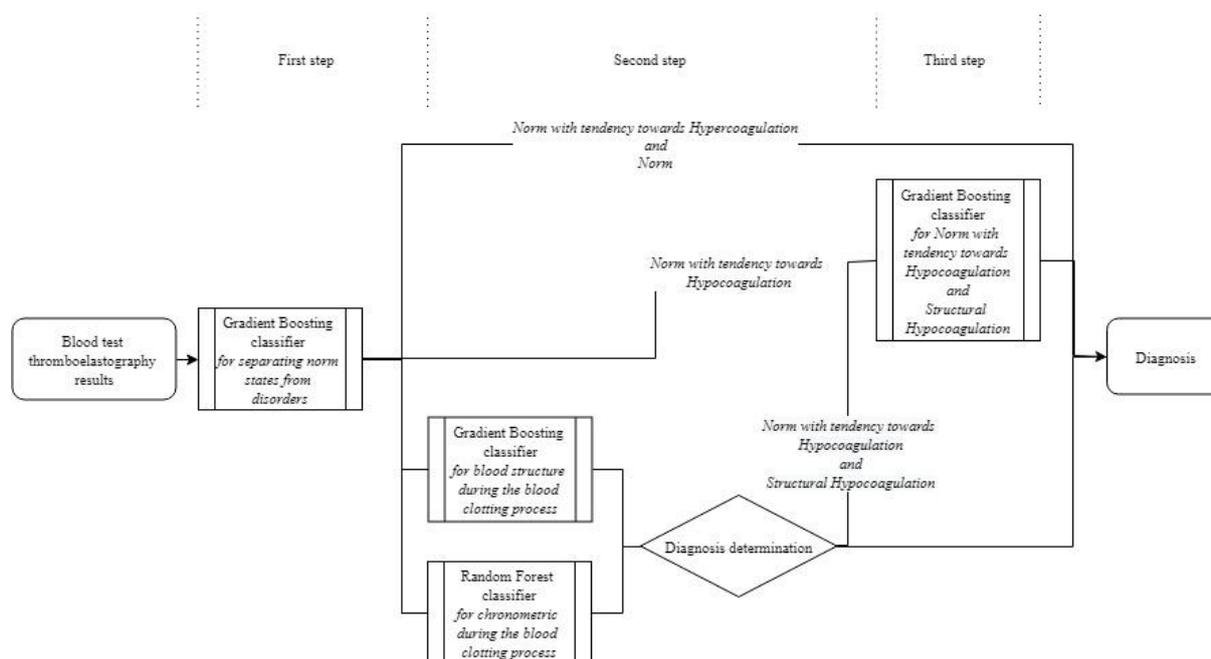 First step
Second step
Third step
Norm with tendency towards Hypercoagulation
and
Norm
Gradient Boosting
classifier
for Norm with
tendency towards
Hypocoagulation
and
Structural
Hypocoagulation
Norm with tendency towards
Hypocoagulation
Blood test
thromboelastography
results
Gradient Boosting
classifier
for separating norm
states from
disorders
Diagnosis
Gradient Boosting
classifier
for blood structure
during the blood
clotting process
Norm with tendency towards
Hypocoagulation
and
Structural Hypocoagulation
Diagnosis determination
Random Forest
classifier
for chronometric
during the blood
clotting process